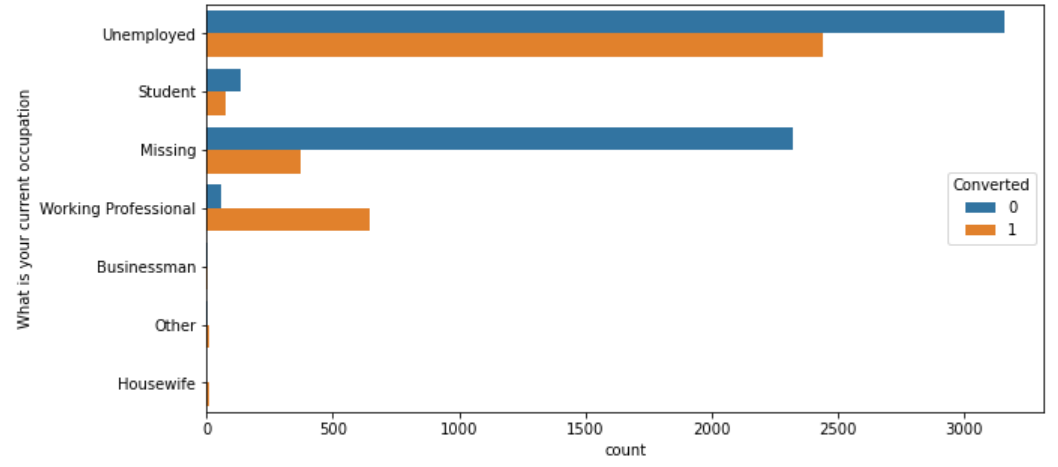 What is your current occupation
Unemployed
Student
Missing
Working Professional
Businessman
Other
Housewife
Converted
0
1
0 500 1000 1500 2000 2500 3000
count